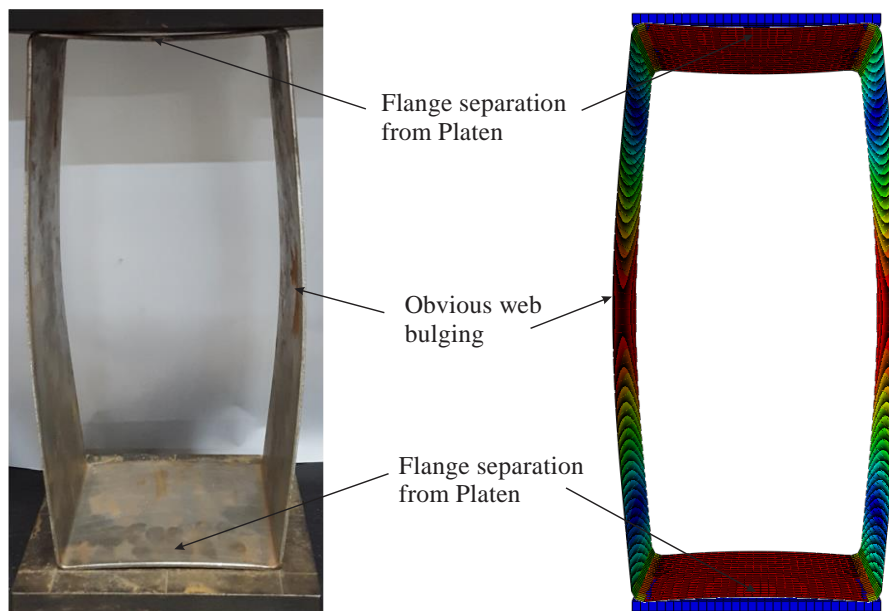 Flange separation
from Platen
Obvious web
bulging
Flange separation
from Platen